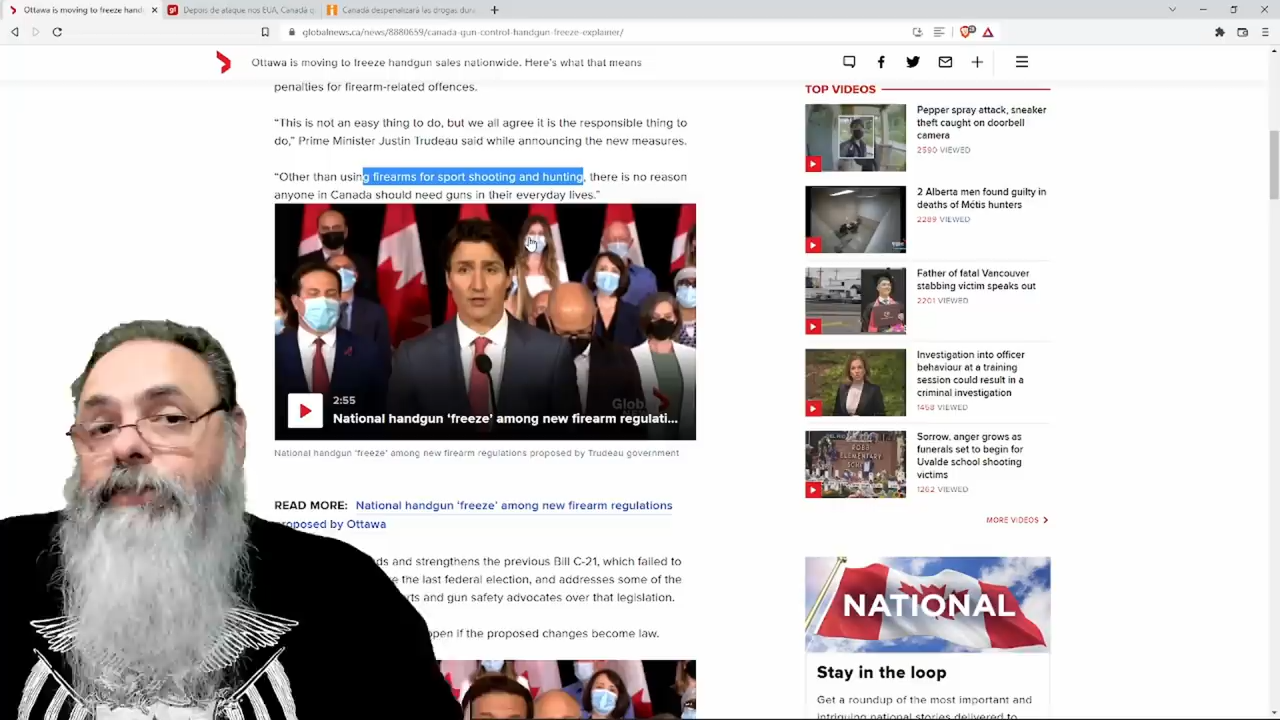 Ottawa is moving to freeze hand
Depois de ataque nos EUA, Canadá q
Canadá despenalizará las drogas dura
globalnews.ca/news/8880659/canada-gun-control-handgun-freeze-explainer/
Ottawa is moving to freeze handgun sales nationwide. Here's what that means
penalties for firearm-related offences.
“This is not an easy thing to do, but we all agree it is the responsible thing to
do,” Prime Minister Justin Trudeau said while announcing the new measures.
“Other than using firearms for sport shooting and hunting, there is no reason
anyone in Canada should need guns in their everyday lives.”
Global
2:55
National handgun ‘freeze’ among new firearm regulati...
National handgun ‘freeze’ among new firearm regulations proposed by Trudeau government
READ MORE: National handgun ‘freeze’ among new firearm regulations
proposed by Ottawa
ds and strengthens the previous Bill C-21, which failed to
e the last federal election, and addresses some of the
rts and gun safety advocates over that legislation.
open if the proposed changes become law.
TOP VIDEOS
Pepper spray attack, sneaker
theft caught on doorbell
camera
2590 VIEWED
2 Alberta men found guilty in
deaths of Métis hunters
2289 VIEWED
Father of fatal Vancouver
stabbing victim speaks out
2201 VIEWED
Investigation into officer
behaviour at a training
session could result in a
criminal investigation
1458 VIEWED
ROBB
ELEMENTARY
Sorrow, anger grows as
funerals set to begin for
Uvalde school shooting
victims
1262 VIEWED
MORE VIDEOS
NATIONAL
Stay in the loop
Get a roundup of the most important and
intriguing national stories delivered to